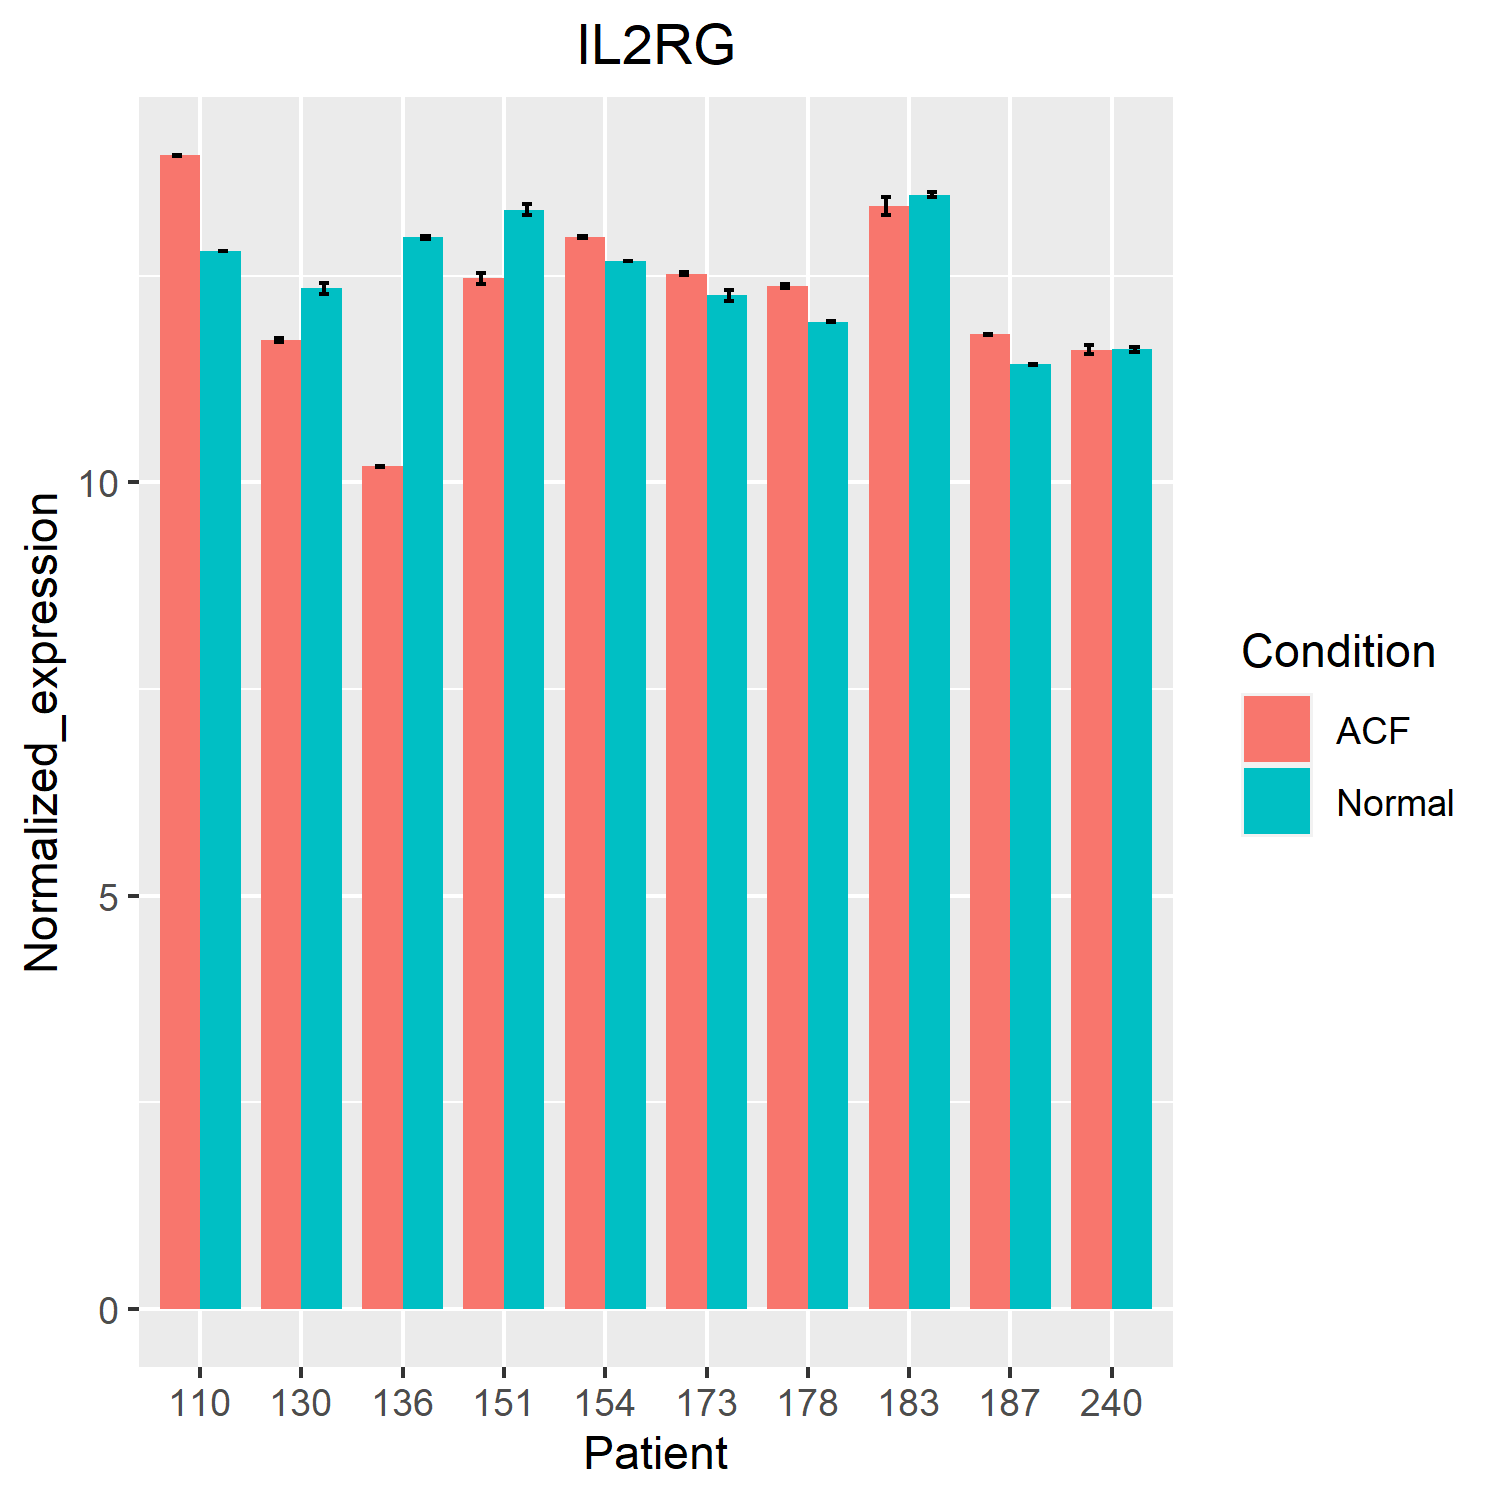 IL2RG
Normalized_expression
10
5
0
110 130 136 151 154 173 178 183 187 240
Patient
Condition
ACF
Normal